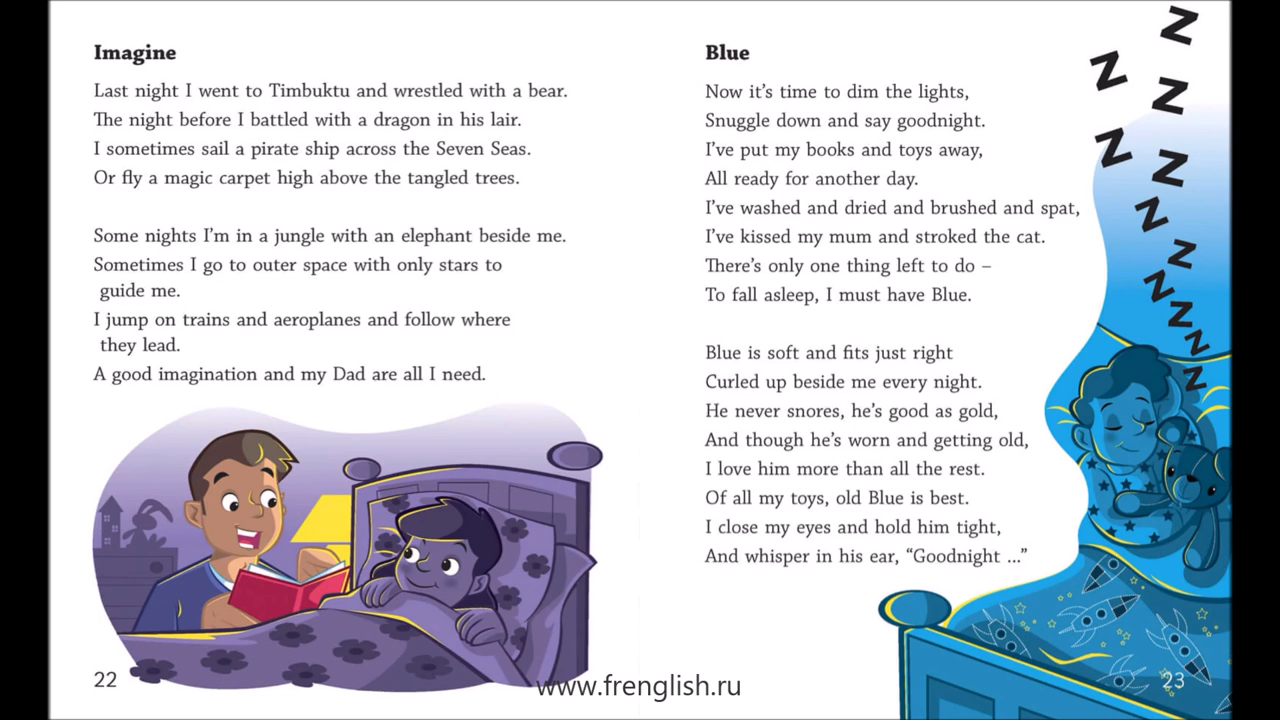 Imagine
Last night I went to Timbuktu and wrestled with a bear.
The night before I battled with a dragon in his lair.
I sometimes sail a pirate ship across the Seven Seas.
Or fly a magic carpet high above the tangled trees.
Some nights I'm in a jungle with an elephant beside me.
Sometimes I go to outer space with only stars to
guide me.
I jump on trains and aeroplanes and follow where
they lead.
A good imagination and my Dad are all I need.
22
Blue
Now it's time to dim the lights,
Snuggle down and say goodnight.
I've put my books and toys away,
All ready for another day.
I've washed and dried and brushed and spat,
I've kissed my mum and stroked the cat.
There's only one thing left to do –
To fall asleep, I must have Blue.
Blue is soft and fits just right
Curled up beside me every night.
He never snores, he's good as gold,
And though he's worn and getting old,
I love him more than all the rest.
Of all my toys, old Blue is best.
I close my eyes and hold him tight,
And whisper in his ear, “Goodnight ...”
Z
Z
Z
Z
Z
Z
Z
Z
Z
Z
Z
Z
23
www.frenglish.ru